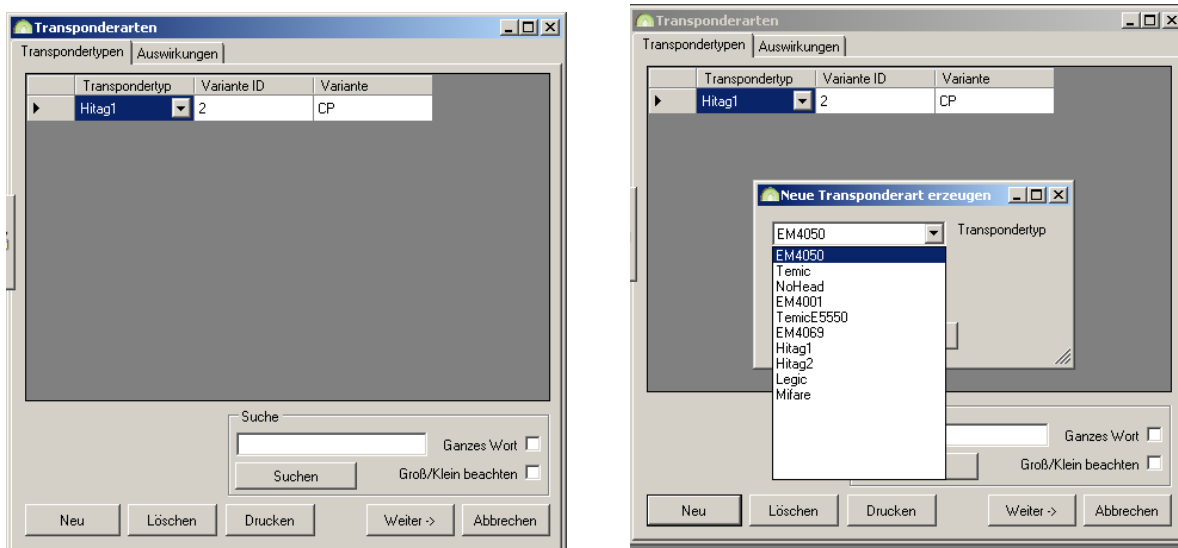 Transponderarten
Transpondertypen Auswirkungen
Transpondertyp Variante ID Variante
Hitag1 2 CP
Suche
Ganzes Wort
Suchen Groß/Klein beachten
Neu Löschen Drucken Weiter -> Abbrechen
Transponderarten
Transpondertypen Auswirkungen
Transpondertyp Variante ID Variante
Hitag1 2 CP
Neue Transponderart erzeugen
EM4050 Transpondertyp
EM4050
Temic
NoHead
EM4001
TemicE5550
EM4069
Hitag1
Hitag2
Legic
Mifare
Ganzes Wort
Groß/Klein beachten
Neu Löschen Drucken Weiter -> Abbrechen